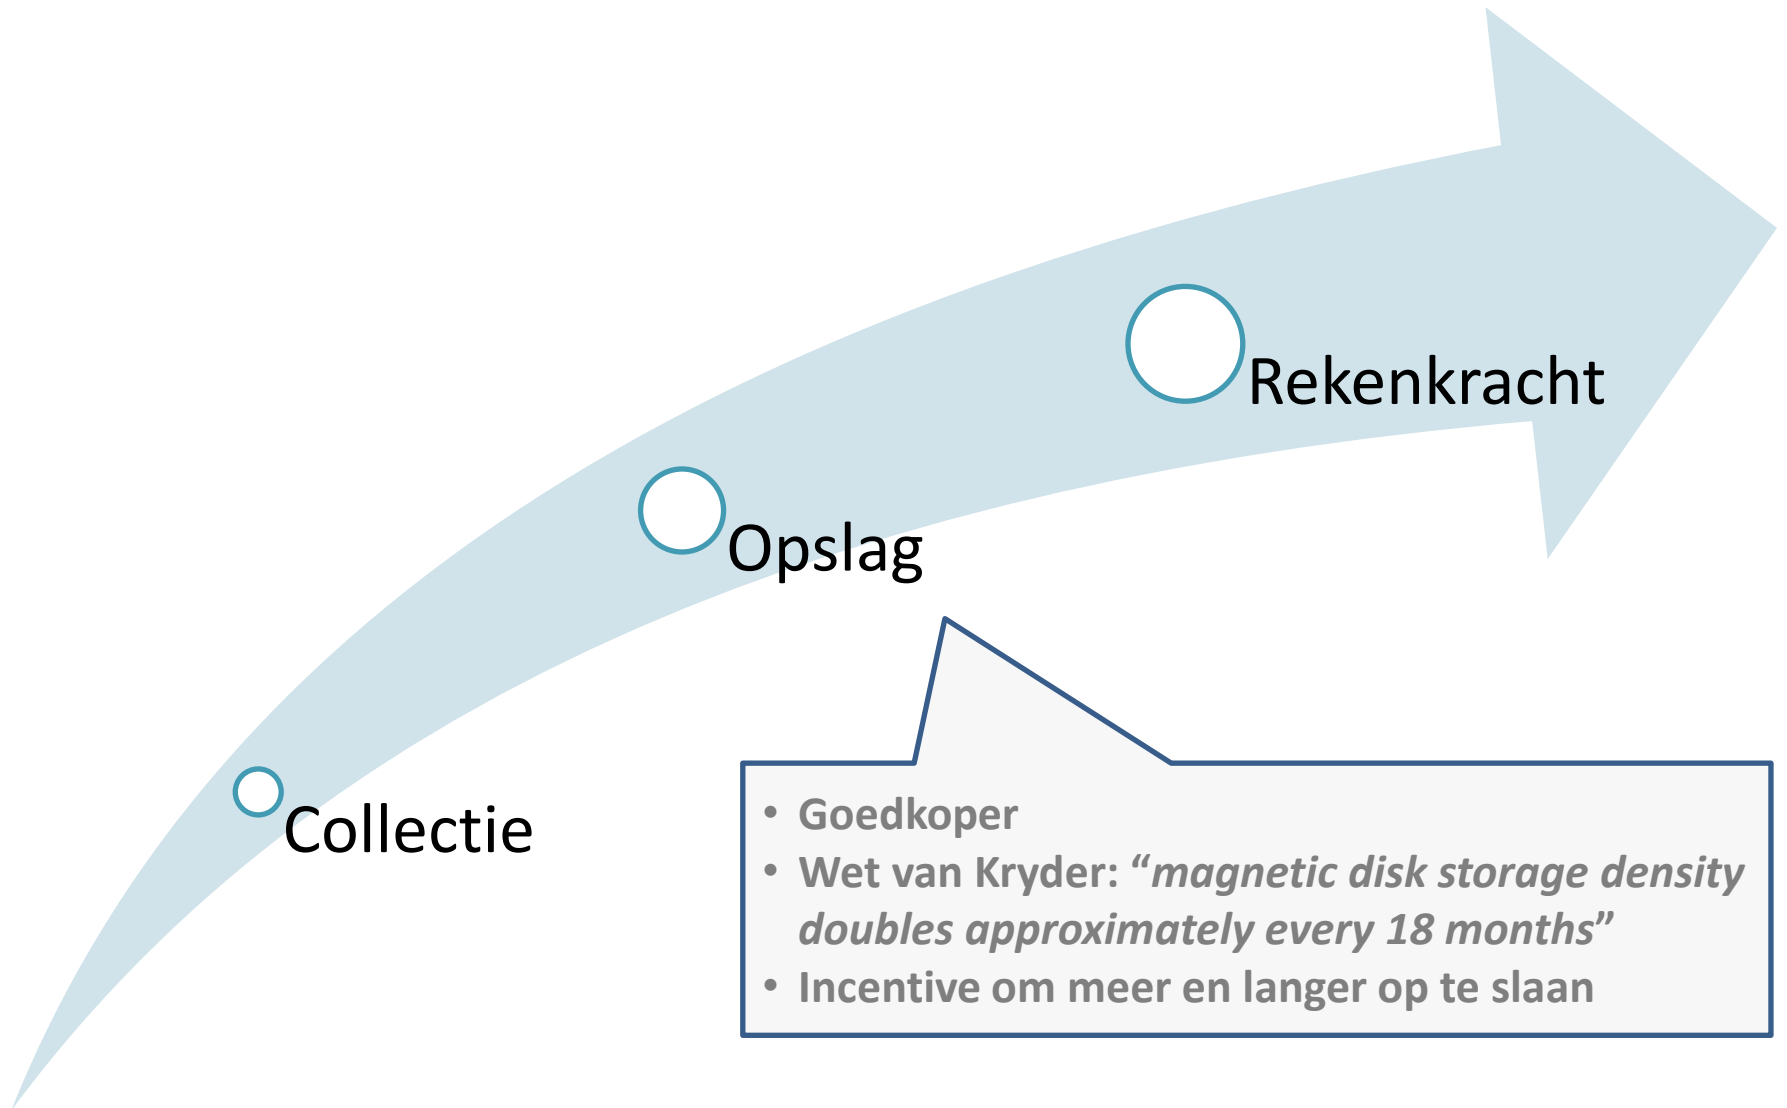 Rekenkracht
Opslag
Collectie
• Goedkoper
• Wet van Kryder: “magnetic disk storage density
doubles approximately every 18 months”
• Incentive om meer en langer op te slaan